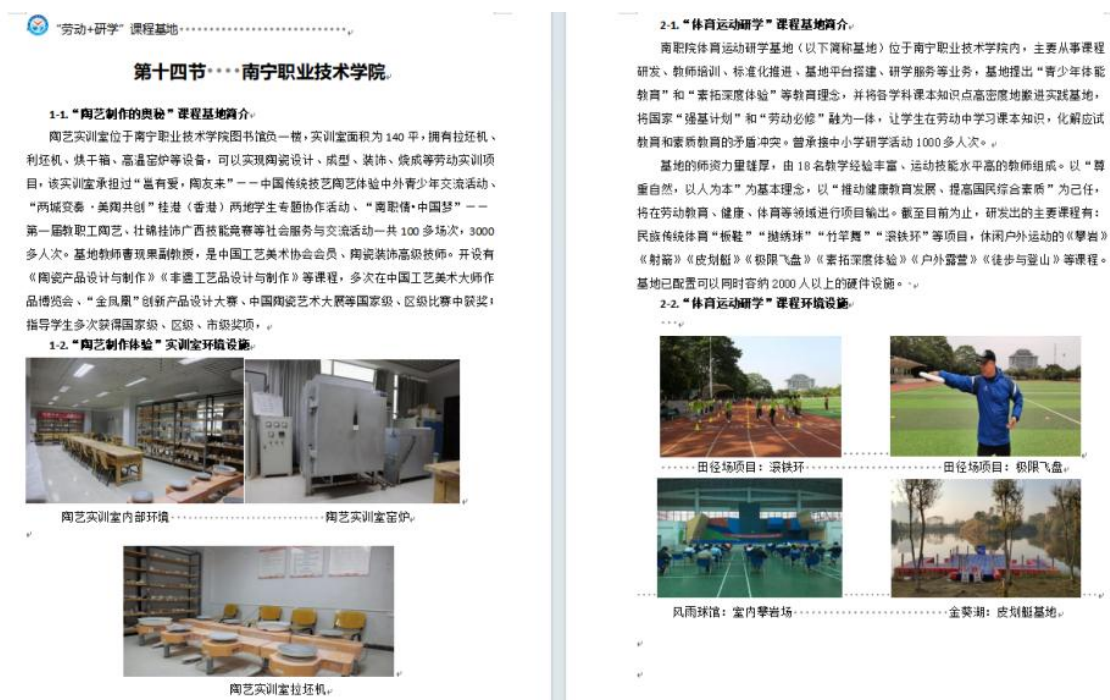 “劳动+研学”课程基地
第十四节 南宁职业技术学院
1-1.“陶艺制作的奥秘”课程基地简介
陶艺实训室位于南宁职业技术学院图书馆负一楼，实训室面积为 140 平，拥有拉坯机、
利坯机、烘干箱、高温窑炉等设备，可以实现陶瓷设计、成型、装饰、烧成等劳动实训项
目，该实训室承担过“邕有爱，陶友来”——中国传统技艺陶艺体验中外青少年交流活动、
“两城变奏·美陶共创”桂港（香港）两地学生专题协作活动、“南职情·中国梦”——
第一届教职工陶艺、壮锦挂饰广西技能竞赛等社会服务与交流活动一共 100 多场次，3000
多人次。基地教师曹现果副教授，是中国工艺美术协会会员、陶瓷装饰高级技师。开设有
《陶瓷产品设计与制作》《非遗工艺品设计与制作》等课程，多次在中国工艺美术大师作
品博览会、“金凤凰”创新产品设计大赛、中国陶瓷艺术大展等国家级、区级比赛中获奖；
指导学生多次获得国家级、区级、市级奖项，
1-2.“陶艺制作体验”实训室环境设施
陶艺实训室内部环境 陶艺实训室窑炉
陶艺实训室拉坯机
2-1.“体育运动研学”课程基地简介
南职院体育运动研学基地（以下简称基地）位于南宁职业技术学院内，主要从事课程
研发、教师培训、标准化推进、基地平台搭建、研学服务等业务，基地提出“青少年体能
教育”和“素拓深度体验”等教育理念，并将各学科课本知识点高密度地搬进实践基地，
将国家“强基计划”和“劳动必修”融为一体，让学生在劳动中学习课本知识，化解应试
教育和素质教育的矛盾冲突。曾承接中小学研学活动 1000 多人次。
基地的师资力量雄厚，由 18 名教学经验丰富、运动技能水平高的教师组成。以“尊
重自然，以人为本”为基本理念，以“推动健康教育发展、提高国民综合素质”为己任，
将在劳动教育、健康、体育等领域进行项目输出。截至目前为止，研发出的主要课程有：
民族传统体育“板鞋”“抛绣球”“竹竿舞”“滚铁环”等项目，休闲户外运动的《攀岩》
《射箭》《皮划艇》《极限飞盘》《素拓深度体验》《户外露营》《徒步与登山》等课程。
基地已配置可以同时容纳 2000 人以上的硬件设施。
2-2.“体育运动研学”课程环境设施
田径场项目：滚铁环 田径场项目：极限飞盘
风雨球馆：室内攀岩场 金葵湖：皮划艇基地